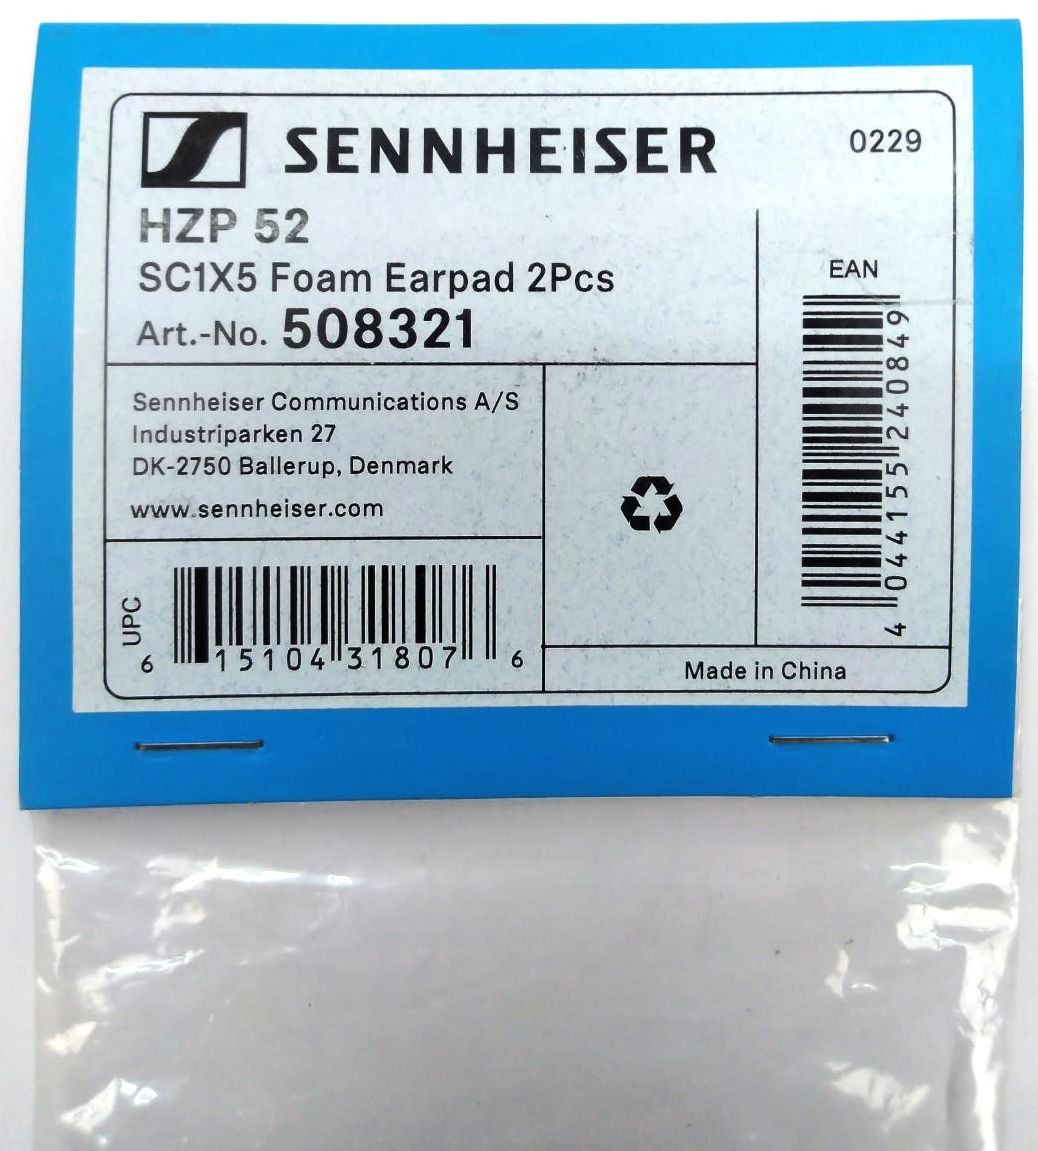 SENNHEISER
0229
HZP 52
SC1X5 Foam Earpad 2Pcs
Art.-No. 508321
EAN
4 044155 240849
Sennheiser Communications A/S
Industriparken 27
DK-2750 Ballerup, Denmark
www.sennheiser.com
UPC
6 15104 31807 6
Made in China